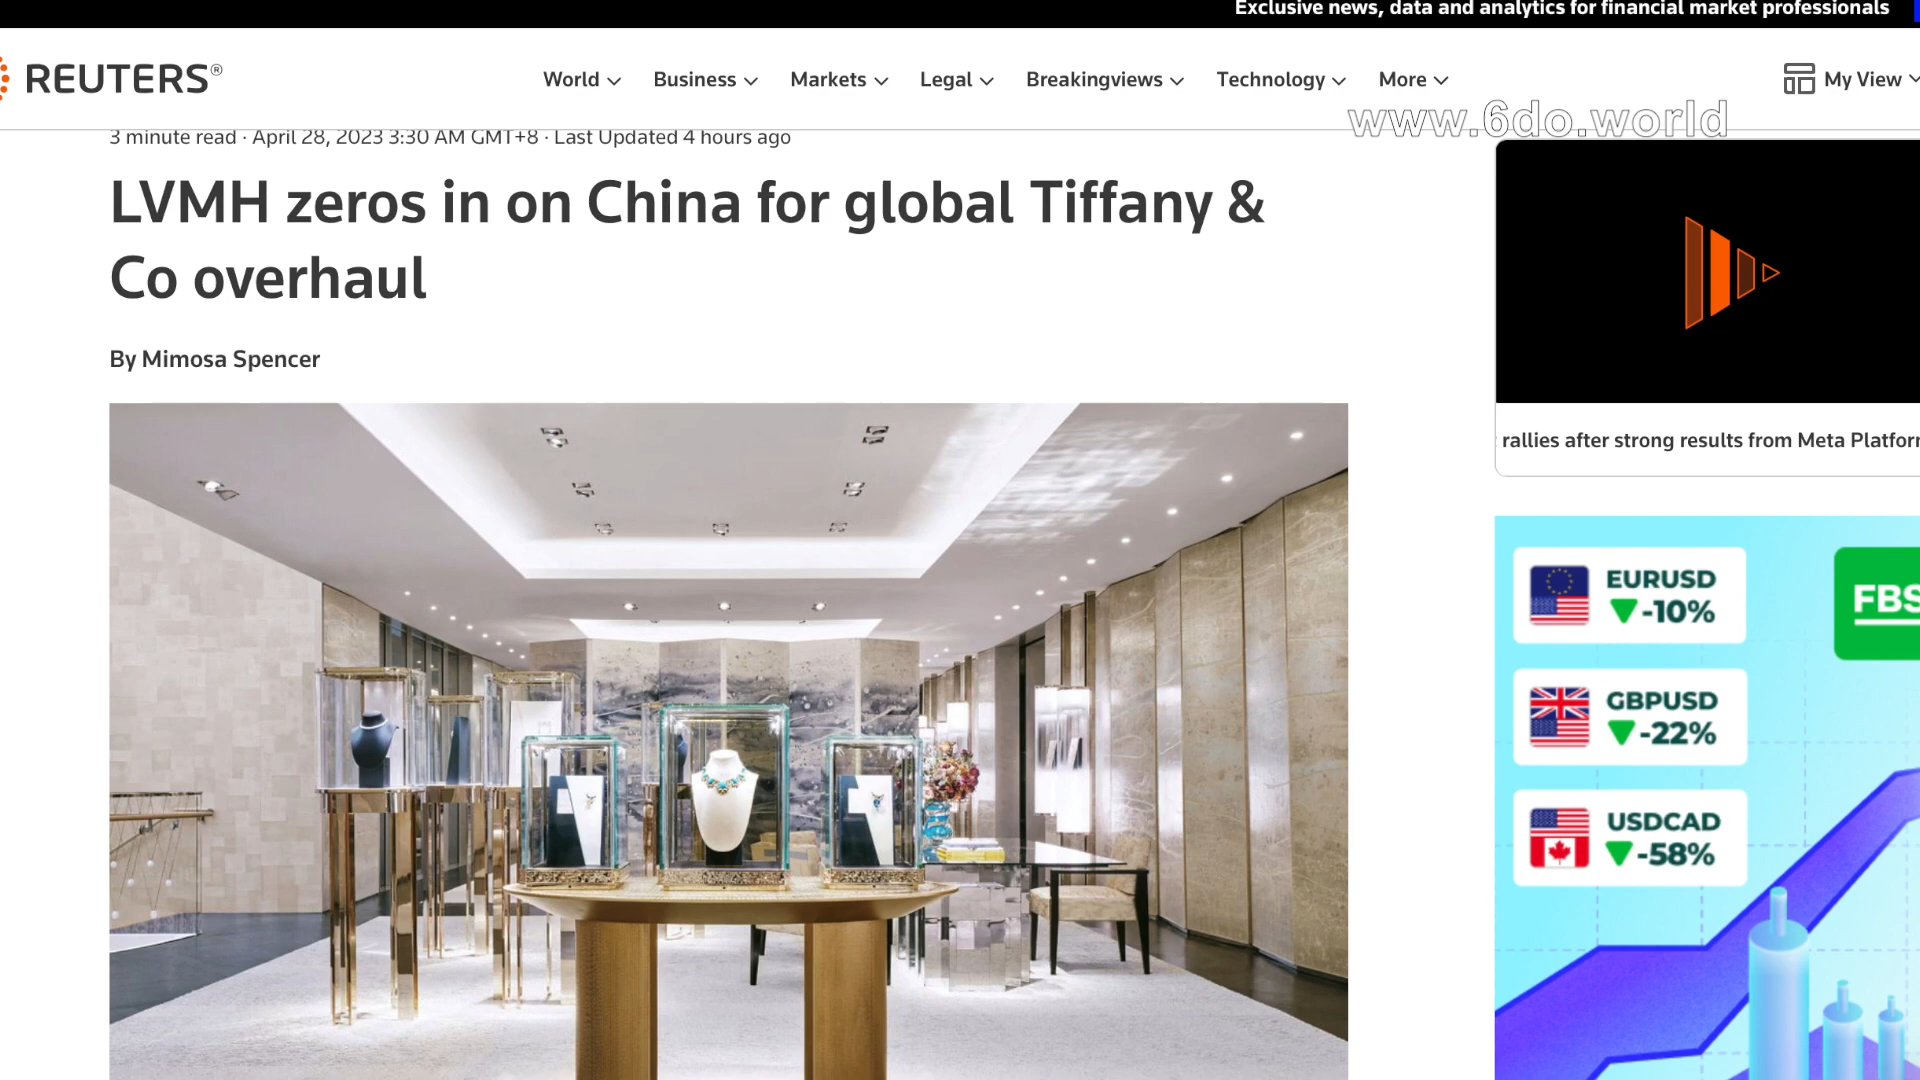 Exclusive news, data and analytics for financial market professionals
REUTERS®
World
Business
Markets
Legal
Breakingviews
Technology
More
My View
www.6do.world
3 minute read · April 28, 2023 3:30 AM GMT+8 · Last Updated 4 hours ago
LVMH zeros in on China for global Tiffany &
Co overhaul
By Mimosa Spencer
rallies after strong results from Meta Platfor
EURUSD
-10%
FBS
GBPUSD
-22%
USDCAD
-58%